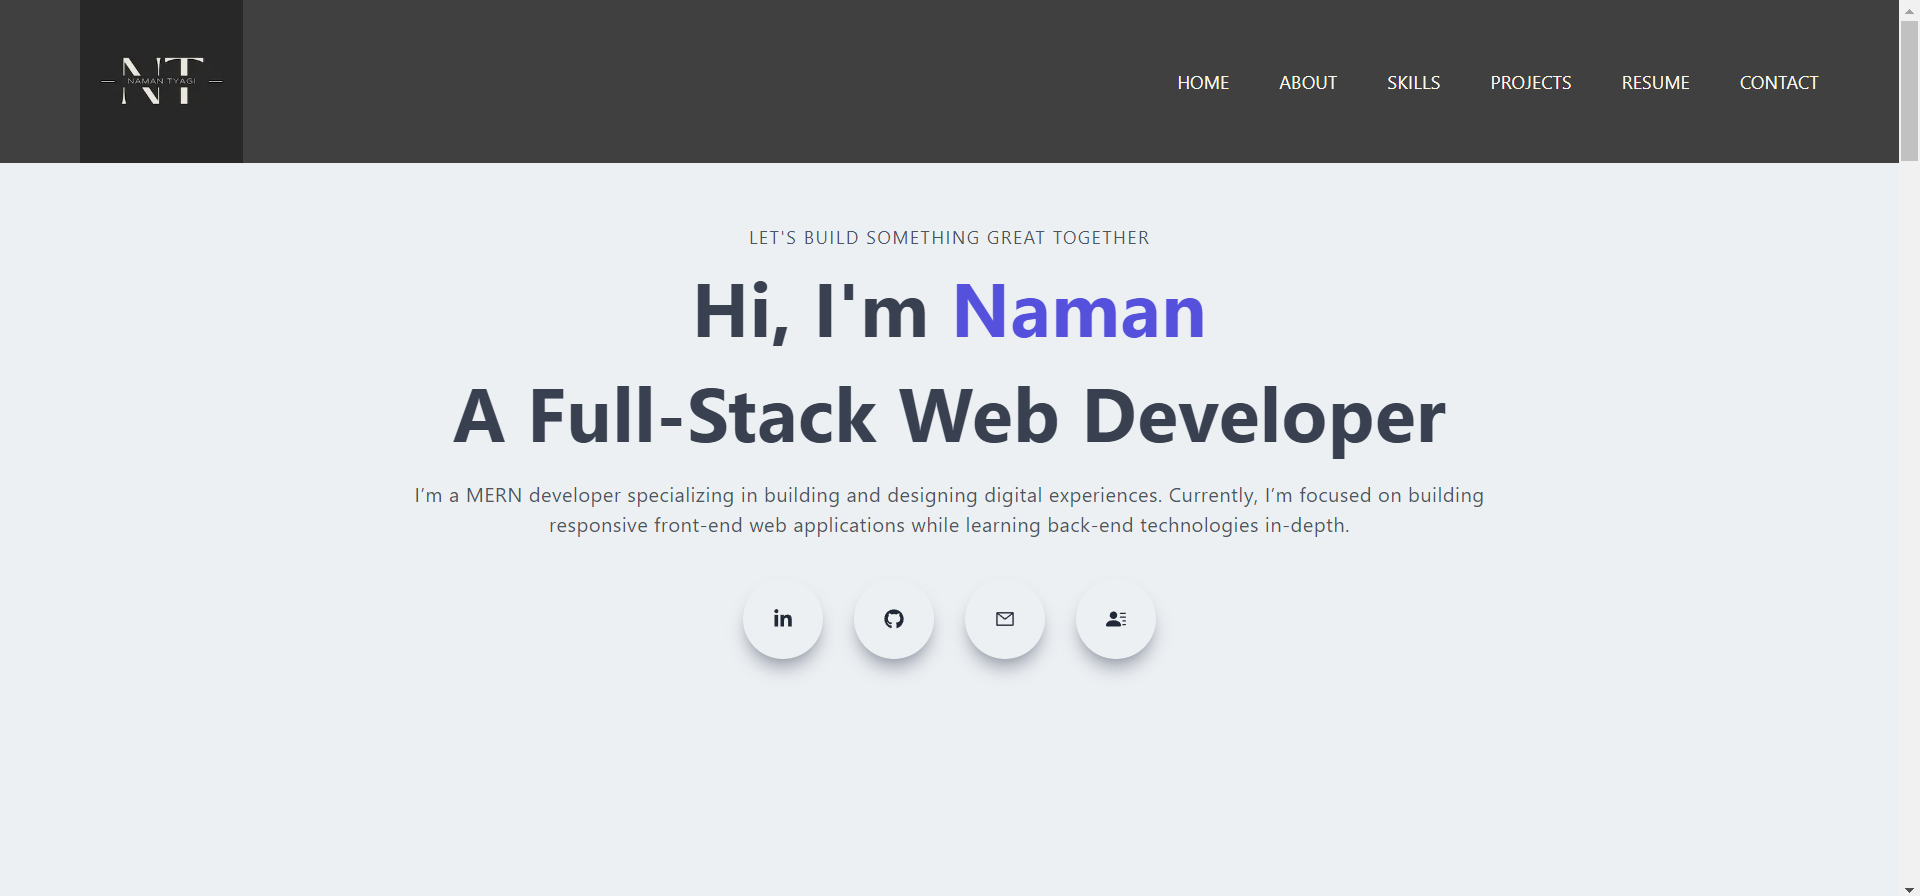 NT
NAMAN TYAGI
HOME ABOUT SKILLS PROJECTS RESUME CONTACT
LET'S BUILD SOMETHING GREAT TOGETHER
Hi, I'm Naman
A Full-Stack Web Developer
I’m a MERN developer specializing in building and designing digital experiences. Currently, I’m focused on building
responsive front-end web applications while learning back-end technologies in-depth.
in